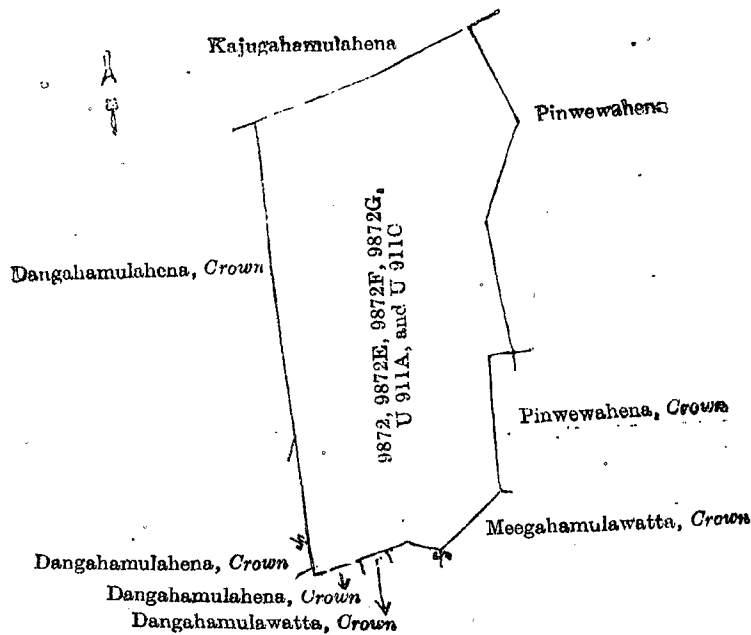 Kajugahamulahena
Pinwewahena
Dangahamulahena, Crown
9872, 9872E, 9872F, 9872G,
U 911A, and U 911C
Pinwewahena, Crown
Meegahamulawatta, Crown
Dangahamulahena, Crown
Dangahamulahena, Crown
Dangahamulawatta, Crown